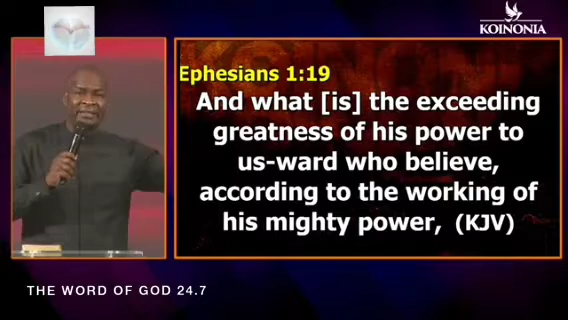 KOINONIA
Ephesians 1:19
And what [is] the exceeding
greatness of his power to
us-ward who believe,
according to the working of
his mighty power, (KJV)
THE WORD OF GOD 24.7